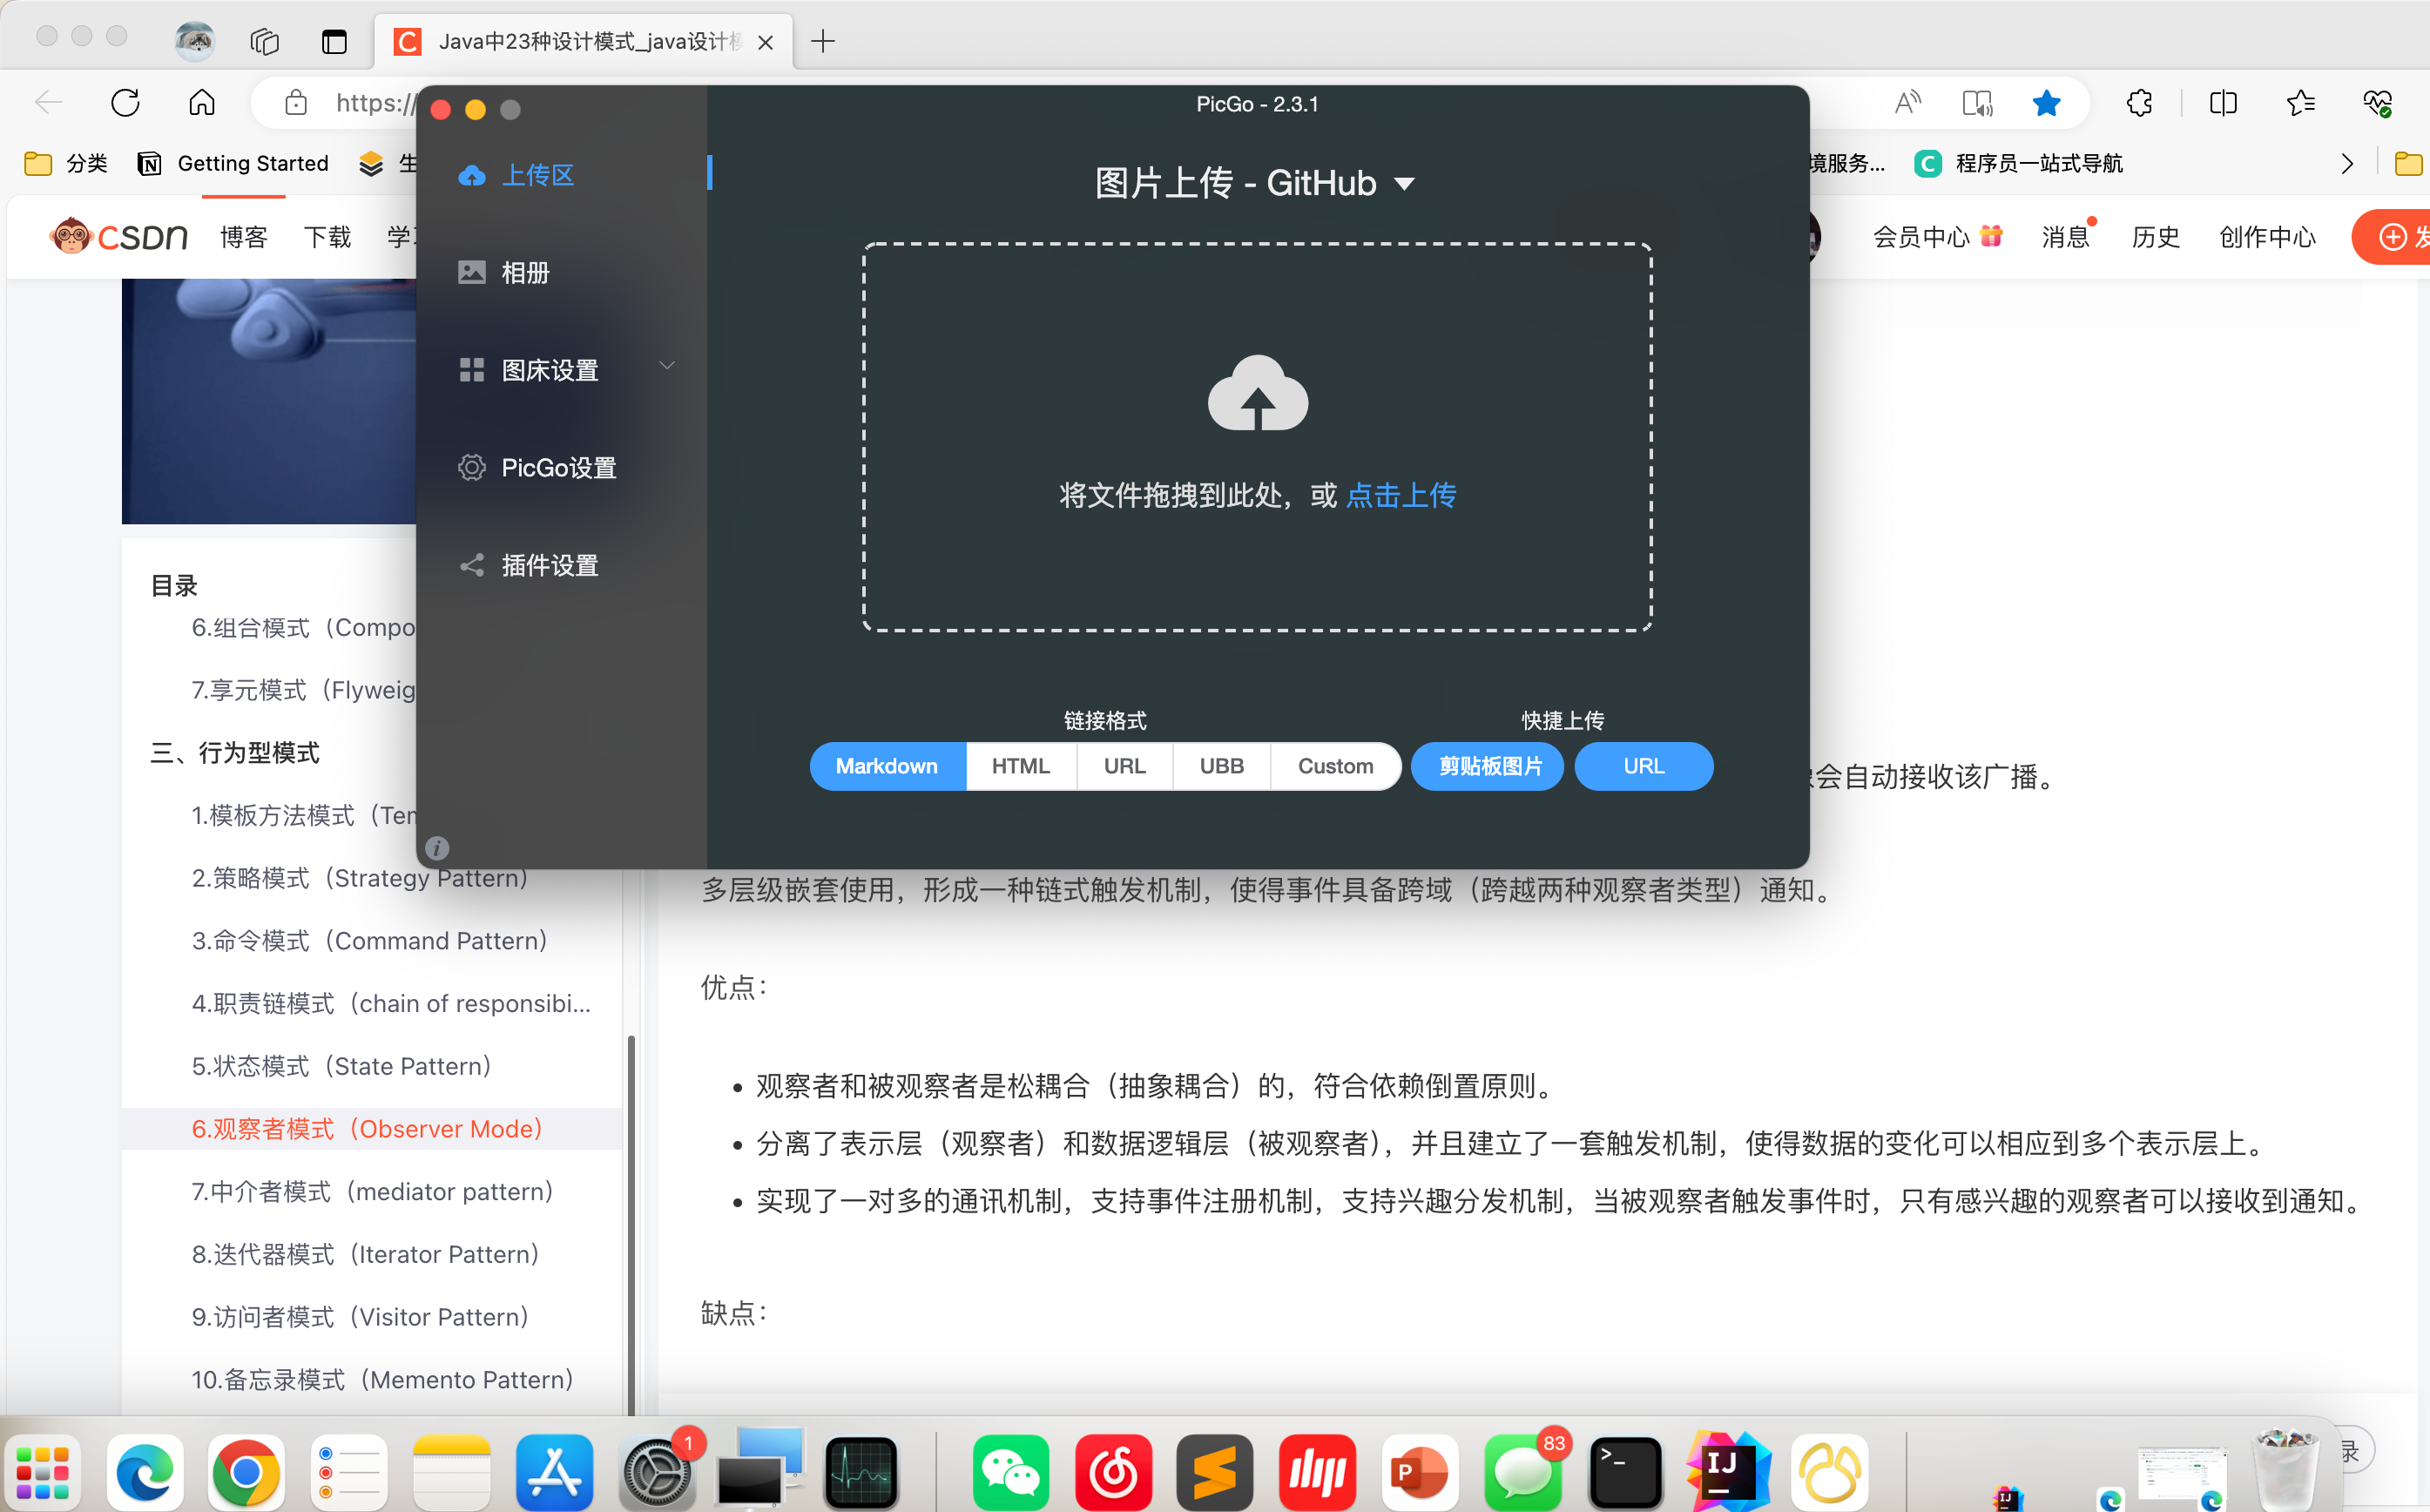 Java中23种设计模式_java设计模
https://
分类
Getting Started
生
境服务...
程序员一站式导航
CSDN
博客
下载
学习
会员中心
消息
历史
创作中心
发
PicGo - 2.3.1
上传区
相册
图床设置
PicGo设置
插件设置
图片上传 - GitHub
将文件拖拽到此处，或 点击上传
链接格式
快捷上传
Markdown
HTML
URL
UBB
Custom
剪贴板图片
URL
目录
6.组合模式（Compo
7.享元模式（Flyweig
三、行为型模式
1.模板方法模式（Tem
2.策略模式（Strategy Pattern）
3.命令模式（Command Pattern）
4.职责链模式（chain of responsibi...
5.状态模式（State Pattern）
6.观察者模式（Observer Mode）
7.中介者模式（mediator pattern）
8.迭代器模式（Iterator Pattern）
9.访问者模式（Visitor Pattern）
10.备忘录模式（Memento Pattern）
会自动接收该广播。
多层级嵌套使用，形成一种链式触发机制，使得事件具备跨域（跨越两种观察者类型）通知。
优点：
观察者和被观察者是松耦合（抽象耦合）的，符合依赖倒置原则。
分离了表示层（观察者）和数据逻辑层（被观察者），并且建立了一套触发机制，使得数据的变化可以相应到多个表示层上。
实现了一对多的通讯机制，支持事件注册机制，支持兴趣分发机制，当被观察者触发事件时，只有感兴趣的观察者可以接收到通知。
缺点：
1
83
P
IJ
录